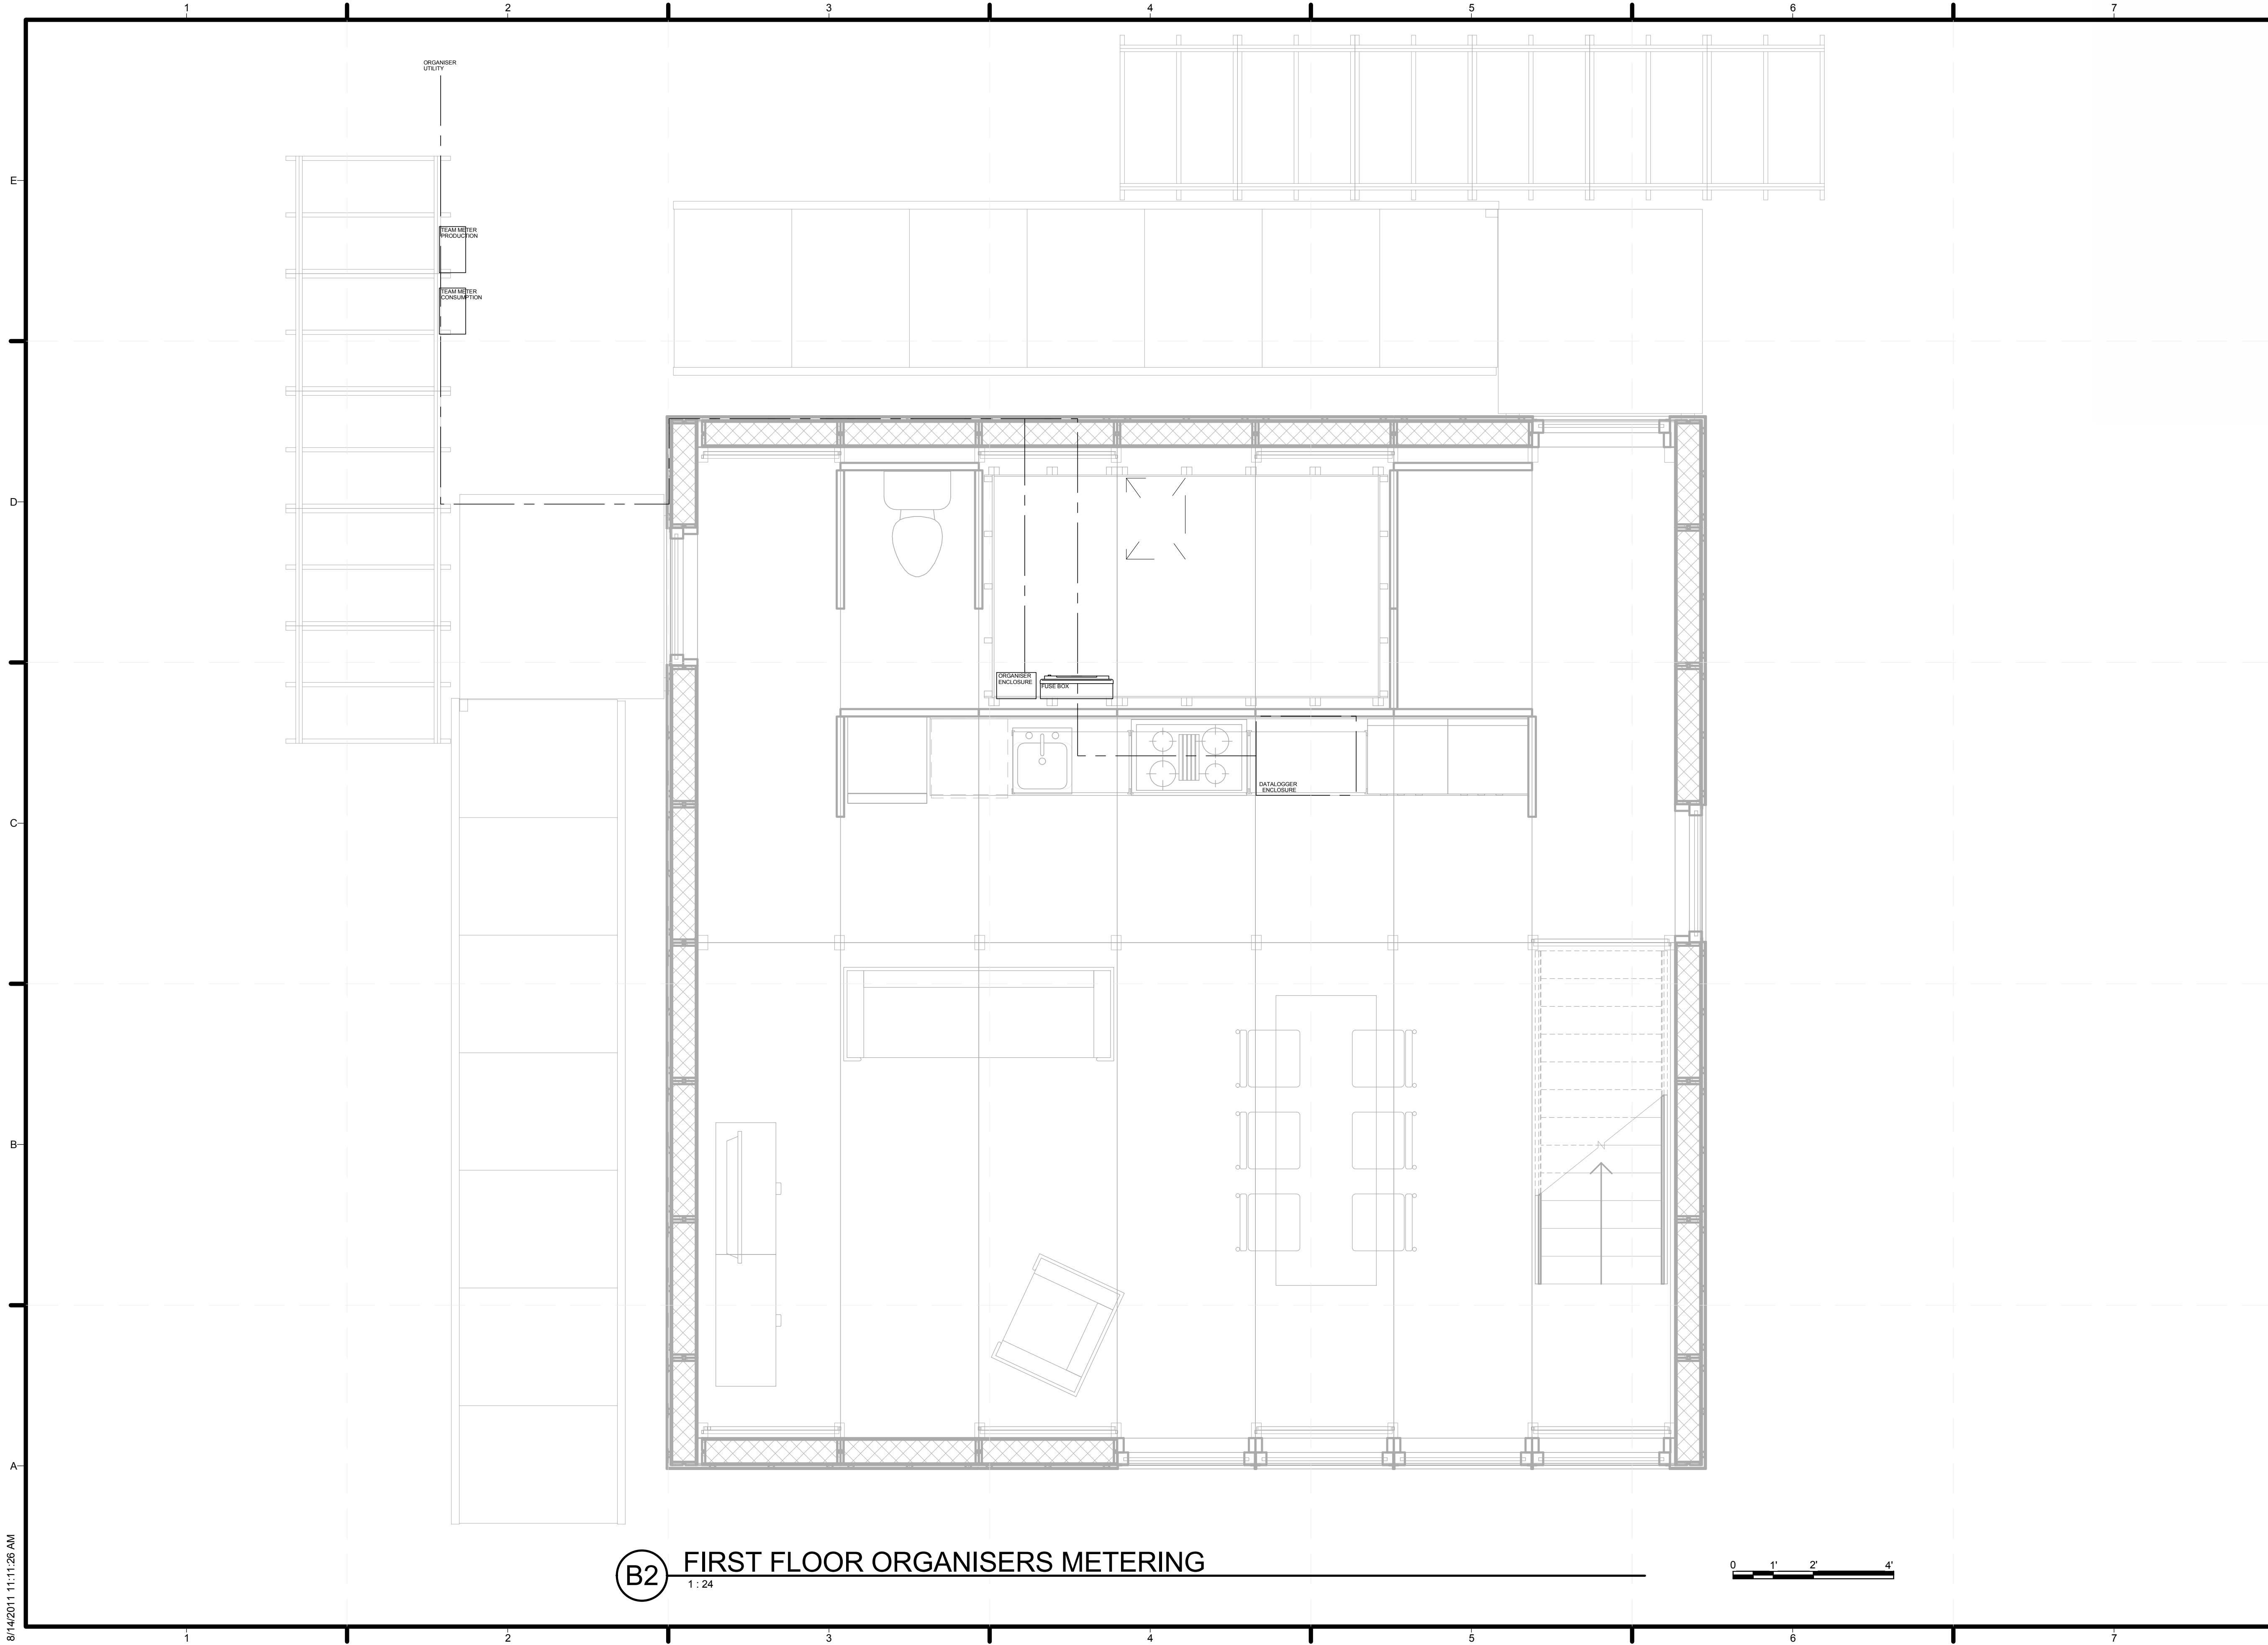 1 2 3 4 5 6 7
ORGANISER
UTILITY
E
TEAM METER
PRODUCTION
TEAM METER
CONSUMPTION
D
ORGANISER
ENCLOSURE
FUSE BOX
DATALOGGER
ENCLOSURE
C
B
A
8/14/2011 11:11:26 AM
B2
FIRST FLOOR ORGANISERS METERING
1 : 24
0 1' 2' 4'
1 2 3 4 5 6 7